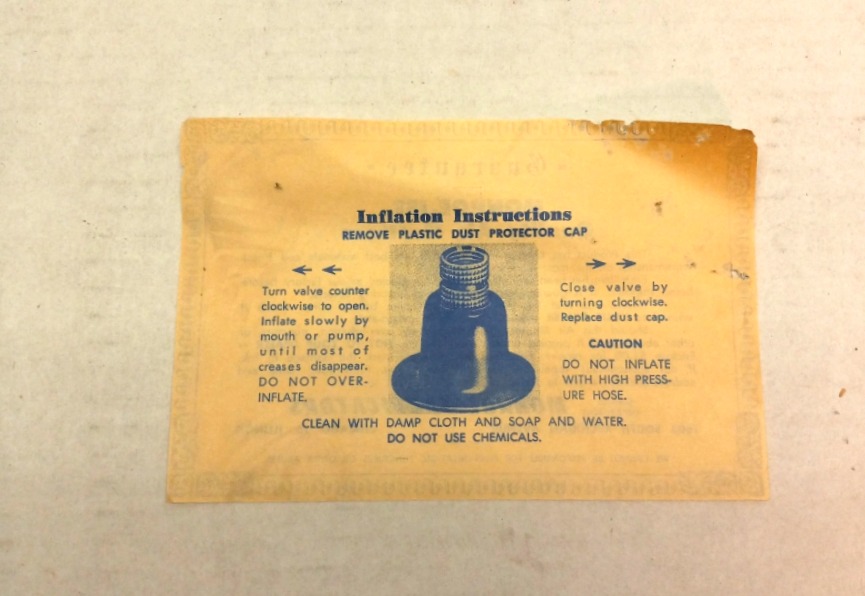 Inflation Instructions
REMOVE PLASTIC DUST PROTECTOR CAP
Turn valve counter
clockwise to open.
Inflate slowly by
mouth or pump,
until most of
creases disappear.
DO NOT OVER-
INFLATE.
Close valve by
turning clockwise.
Replace dust cap.
CAUTION
DO NOT INFLATE
WITH HIGH PRESS-
URE HOSE.
CLEAN WITH DAMP CLOTH AND SOAP AND WATER.
DO NOT USE CHEMICALS.